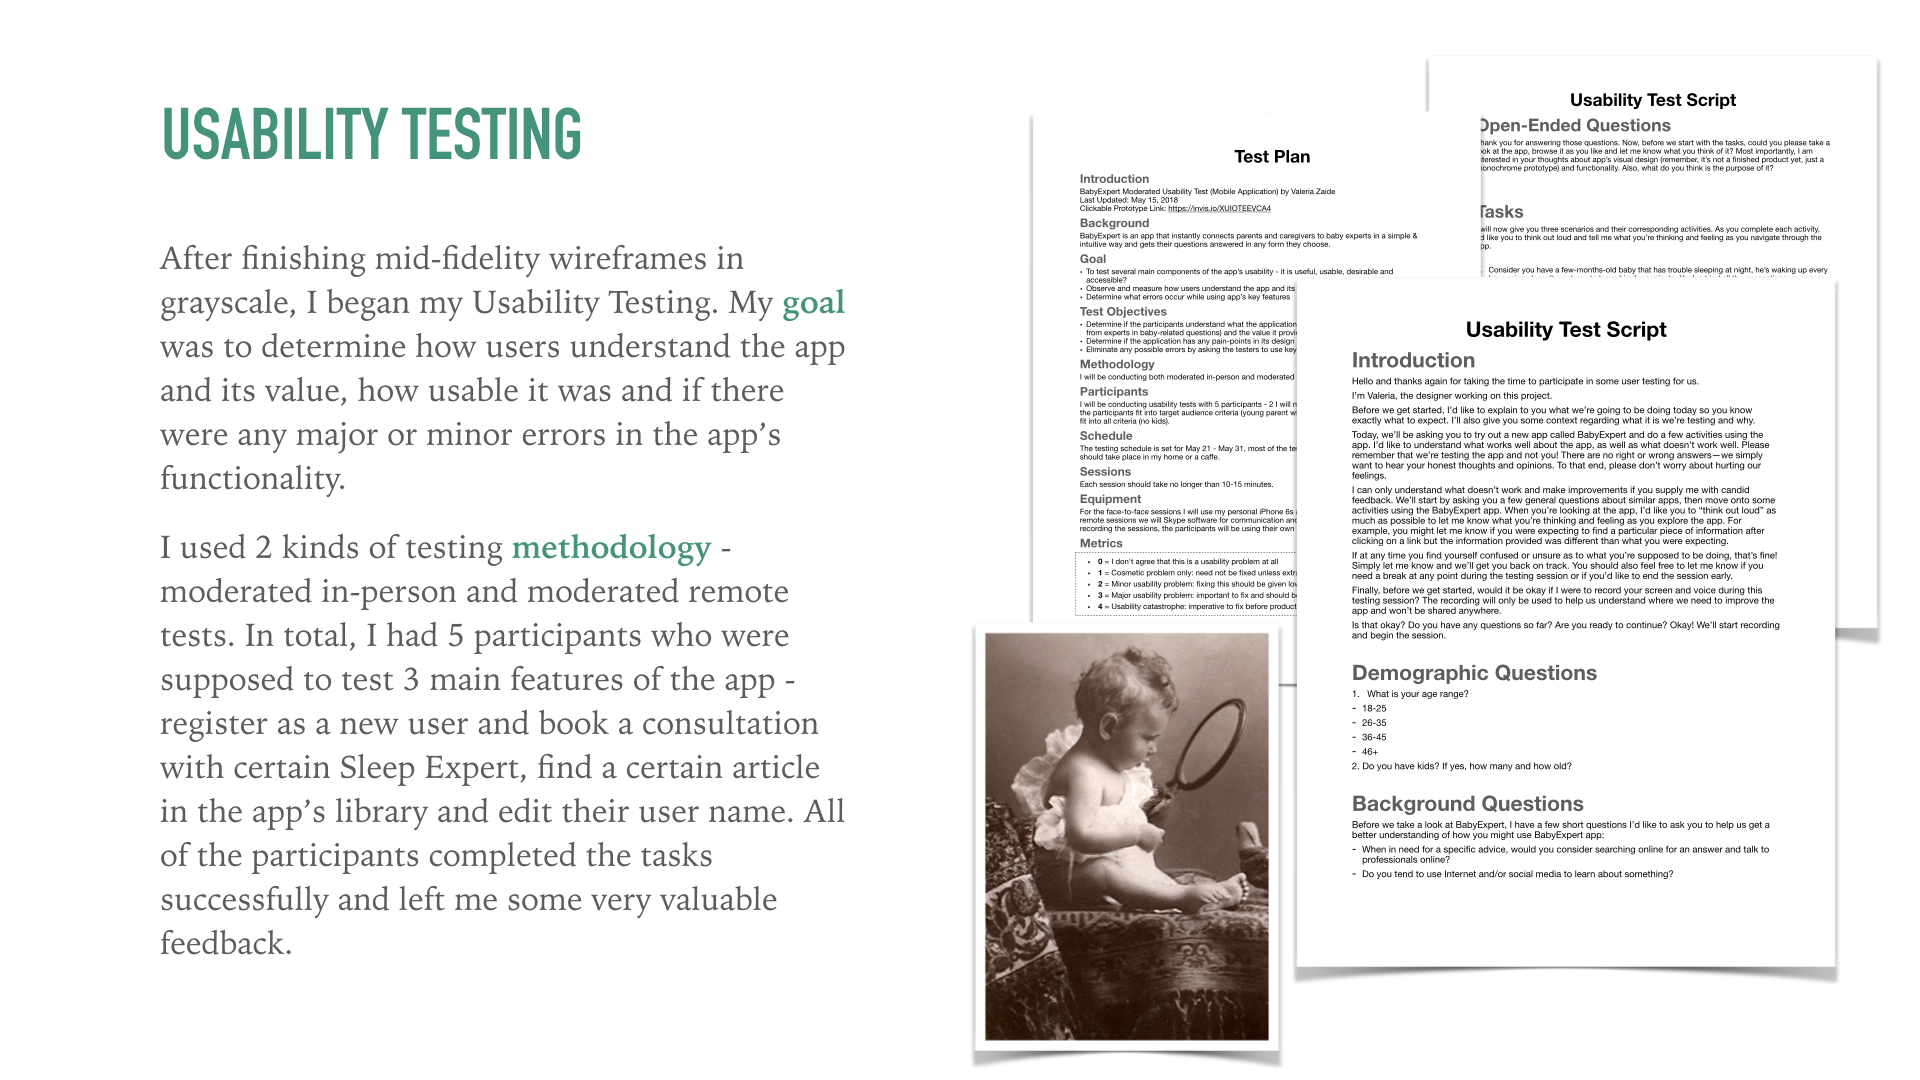 USABILITY TESTING
After finishing mid-fidelity wireframes in
grayscale, I began my Usability Testing. My goal
was to determine how users understand the app
and its value, how usable it was and if there
were any major or minor errors in the app’s
functionality.
I used 2 kinds of testing methodology -
moderated in-person and moderated remote
tests. In total, I had 5 participants who were
supposed to test 3 main features of the app -
register as a new user and book a consultation
with certain Sleep Expert, find a certain article
in the app’s library and edit their user name. All
of the participants completed the tasks
successfully and left me some very valuable
feedback.
Test Plan
Introduction
BabyExpert Moderated Usability Test (Mobile Application) by Valeria Zaide
Last Updated: May 15, 2018
Clickable Prototype Link: https://invis.io/XUIOTEEVCA4
Background
BabyExpert is an app that instantly connects parents and caregivers to baby experts in a simple &
intuitive way and gets their questions answered in any form they choose.
Goal
• To test several main components of the app’s usability - it is useful, usable, desirable and
accessible?
• Observe and measure how users understand the app and its
• Determine what errors occur while using app’s key features
Test Objectives
• Determine if the participants understand what the application
from experts in baby-related questions) and the value it
• Determine if the application has any pain-points in its design
• Eliminate any possible errors by asking the testers to use key
Methodology
I will be conducting both moderated in-person and moderated
Participants
I will be conducting usability tests with 5 participants - 2 I will
the participants fit into target audience criteria (young parent
fit into all criteria (no kids).
Schedule
The testing schedule is set for May 21 - May 31, most of the
should take place in my home or a caffe.
Sessions
Each session should take no longer than 10-15 minutes.
Equipment
For the face-to-face sessions I will use my personal iPhone 6s
remote sessions we will Skype software for communication
recording the sessions, the participants will be using their own
Metrics
• 0 = I don’t agree that this is a usability problem at all
• 1 = Cosmetic problem only: need not be fixed unless
• 2 = Minor usability problem: fixing this should be given
• 3 = Major usability problem: important to fix and should
• 4 = Usability catastrophe: imperative to fix before product
Usability Test Script
Open-Ended Questions
hank you for answering those questions. Now, before we start with the tasks, could you please take a
ok at the app, browse it as you like and let me know what you think of it? Most importantly, I am
terested in your thoughts about app’s visual design (remember, it’s not a finished product yet, just a
onochrome prototype) and functionality. Also, what do you think is the purpose of it?
Tasks
will now give you three scenarios and their corresponding activities. As you complete each activity,
d like you to think out loud and tell me what you’re thinking and feeling as you navigate through the
pp.
Consider you have a few-months-old baby that has trouble sleeping at night, he’s waking up every
Usability Test Script
Introduction
Hello and thanks again for taking the time to participate in some user testing for us.
I’m Valeria, the designer working on this project.
Before we get started, I’d like to explain to you what we’re going to be doing today so you know
exactly what to expect. I’ll also give you some context regarding what it is we’re testing and why.
Today, we’ll be asking you to try out a new app called BabyExpert and do a few activities using the
app. I’d like to understand what works well about the app, as well as what doesn’t work well. Please
remember that we’re testing the app and not you! There are no right or wrong answers—we simply
want to hear your honest thoughts and opinions. To that end, please don’t worry about hurting our
feelings.
I can only understand what doesn’t work and make improvements if you supply me with candid
feedback. We’ll start by asking you a few general questions about similar apps, then move onto some
activities using the BabyExpert app. When you’re looking at the app, I’d like you to “think out loud” as
much as possible to let me know what you’re thinking and feeling as you explore the app. For
example, you might let me know if you were expecting to find a particular piece of information after
clicking on a link but the information provided was different than what you were expecting.
If at any time you find yourself confused or unsure as to what you’re supposed to be doing, that’s fine!
Simply let me know and we’ll get you back on track. You should also feel free to let me know if you
need a break at any point during the testing session or if you’d like to end the session early.
Finally, before we get started, would it be okay if I were to record your screen and voice during this
testing session? The recording will only be used to help us understand where we need to improve the
app and won’t be shared anywhere.
Is that okay? Do you have any questions so far? Are you ready to continue? Okay! We’ll start recording
and begin the session.
Demographic Questions
1. What is your age range?
- 18-25
- 26-35
- 36-45
- 46+
2. Do you have kids? If yes, how many and how old?
Background Questions
Before we take a look at BabyExpert, I have a few short questions I’d like to ask you to help us get a
better understanding of how you might use BabyExpert app:
- When in need for a specific advice, would you consider searching online for an answer and talk to
professionals online?
- Do you tend to use Internet and/or social media to learn about something?